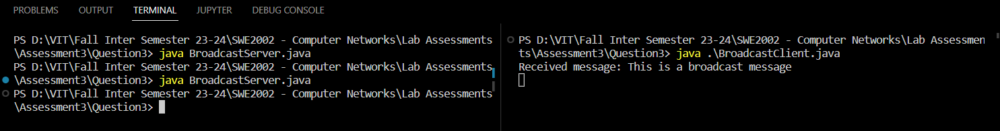 PROBLEMS OUTPUT TERMINAL JUPYTER DEBUG CONSOLE
PS D:\VIT\Fall Inter Semester 23-24\SWE2002 - Computer Networks\Lab Assessments
\Assessment3\Question3> java BroadcastServer.java
PS D:\VIT\Fall Inter Semester 23-24\SWE2002 - Computer Networks\Lab Assessments
\Assessment3\Question3> java BroadcastServer.java
PS D:\VIT\Fall Inter Semester 23-24\SWE2002 - Computer Networks\Lab Assessments
\Assessment3\Question3>
PS D:\VIT\Fall Inter Semester 23-24\SWE2002 - Computer Networks\Lab Assessmen
ts\Assessment3\Question3> java .\BroadcastClient.java
Received message: This is a broadcast message